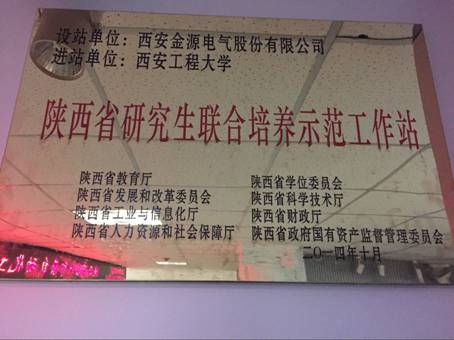 设站单位：西安金源电气股份有限公司
进站单位：西安工程大学
陕西省研究生联合培养示范工作站
陕西省教育厅
陕西省学位委员会
陕西省发展和改革委员会
陕西省科学技术厅
陕西省工业与信息化厅
陕西省财政厅
陕西省人力资源和社会保障厅
陕西省政府国有资产监督管理委员会
二〇一四年十月